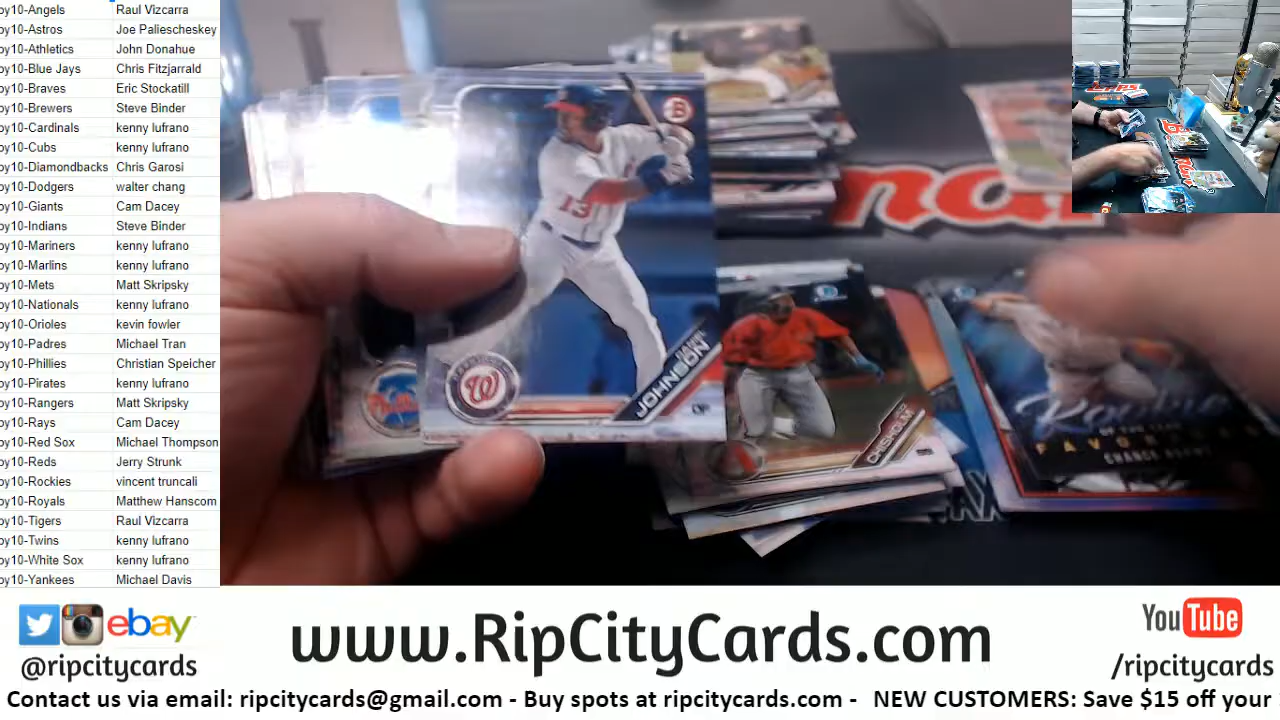 oy10-Angels Raul Vizcarra
oy10-Astros Joe Paliescheskey
oy10-Athletics John Donahue
oy10-Blue Jays Chris Fitzjarrald
oy10-Braves Eric Stockatill
oy10-Brewers Steve Binder
oy10-Cardinals kenny lufrano
oy10-Cubs kenny lufrano
oy10-Diamondbacks Chris Garosi
oy10-Dodgers walter chang
oy10-Giants Cam Dacey
oy10-Indians Steve Binder
oy10-Mariners kenny lufrano
oy10-Marlins kenny lufrano
oy10-Mets Matt Skripsky
oy10-Nationals kenny lufrano
oy10-Orioles kevin fowler
oy10-Padres Michael Tran
oy10-Phillies Christian Speicher
oy10-Pirates kenny lufrano
oy10-Rangers Matt Skripsky
oy10-Rays Cam Dacey
oy10-Red Sox Michael Thompson
oy10-Reds Jerry Strunk
oy10-Rockies vincent truncali
oy10-Royals Matthew Hanscom
oy10-Tigers Raul Vizcarra
oy10-Twins kenny lufrano
oy10-White Sox kenny lufrano
oy10-Yankees Michael Davis
13
W
JOHNSON
CHISHOLM
Rookie
OF THE YEAR
FAVORITES
ebay
@ripcitycards
www.RipCityCards.com
YouTube
/ripcitycards
Contact us via email: ripcitycards@gmail.com - Buy spots at ripcitycards.com - NEW CUSTOMERS: Save $15 off your